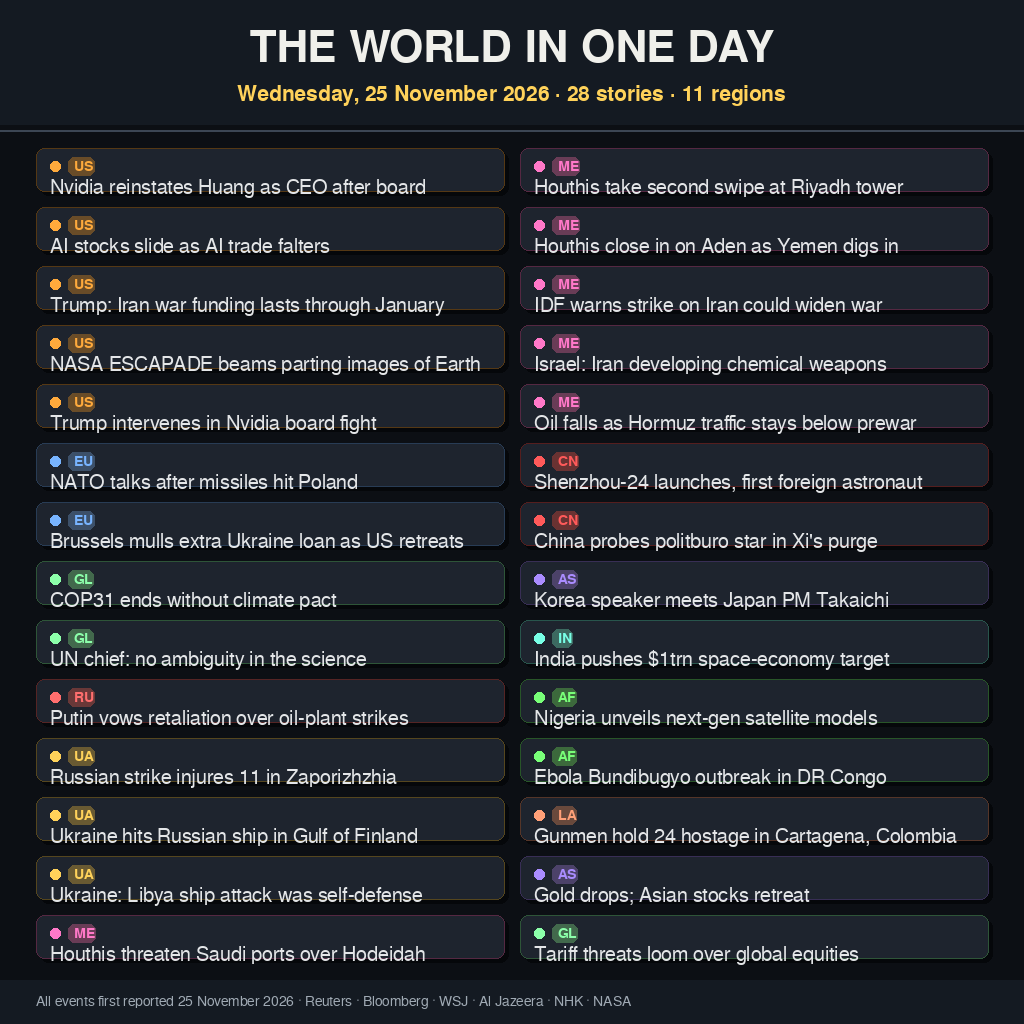 THE WORLD IN ONE DAY
Wednesday, 25 November 2026 · 28 stories · 11 regions
US
Nvidia reinstates Huang as CEO after board
US
AI stocks slide as AI trade falters
US
Trump: Iran war funding lasts through January
US
NASA ESCAPADE beams parting images of Earth
US
Trump intervenes in Nvidia board fight
EU
NATO talks after missiles hit Poland
EU
Brussels mulls extra Ukraine loan as US retreats
GL
COP31 ends without climate pact
GL
UN chief: no ambiguity in the science
RU
Putin vows retaliation over oil-plant strikes
UA
Russian strike injures 11 in Zaporizhzhia
UA
Ukraine hits Russian ship in Gulf of Finland
UA
Ukraine: Libya ship attack was self-defense
ME
Houthis threaten Saudi ports over Hodeidah
ME
Houthis take second swipe at Riyadh tower
ME
Houthis close in on Aden as Yemen digs in
ME
IDF warns strike on Iran could widen war
ME
Israel: Iran developing chemical weapons
ME
Oil falls as Hormuz traffic stays below prewar
CN
Shenzhou-24 launches, first foreign astronaut
CN
China probes politburo star in Xi's purge
AS
Korea speaker meets Japan PM Takaichi
IN
India pushes $1trn space-economy target
AF
Nigeria unveils next-gen satellite models
AF
Ebola Bundibugyo outbreak in DR Congo
LA
Gunmen hold 24 hostage in Cartagena, Colombia
AS
Gold drops; Asian stocks retreat
GL
Tariff threats loom over global equities
All events first reported 25 November 2026 · Reuters · Bloomberg · WSJ · Al Jazeera · NHK · NASA